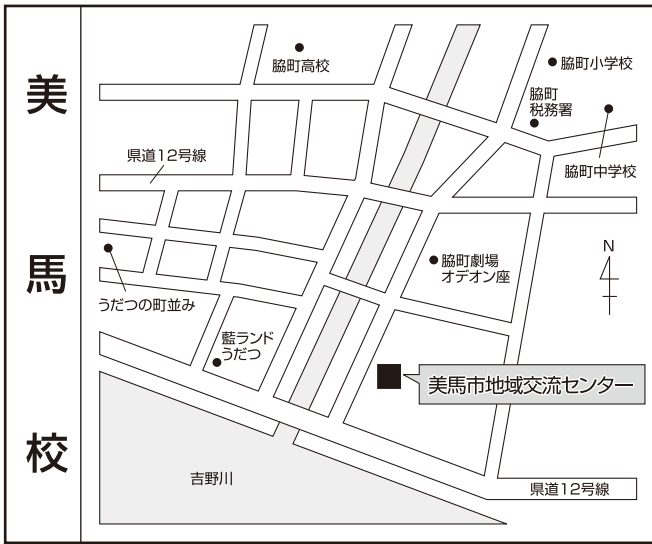 美馬校
脇町高校
脇町小学校
脇町
税務署
脇町中学校
県道12号線
N
脇町劇場
オデオン座
うだつの町並み
藍ランド
うだつ
美馬市地域交流センター
吉野川
県道12号線